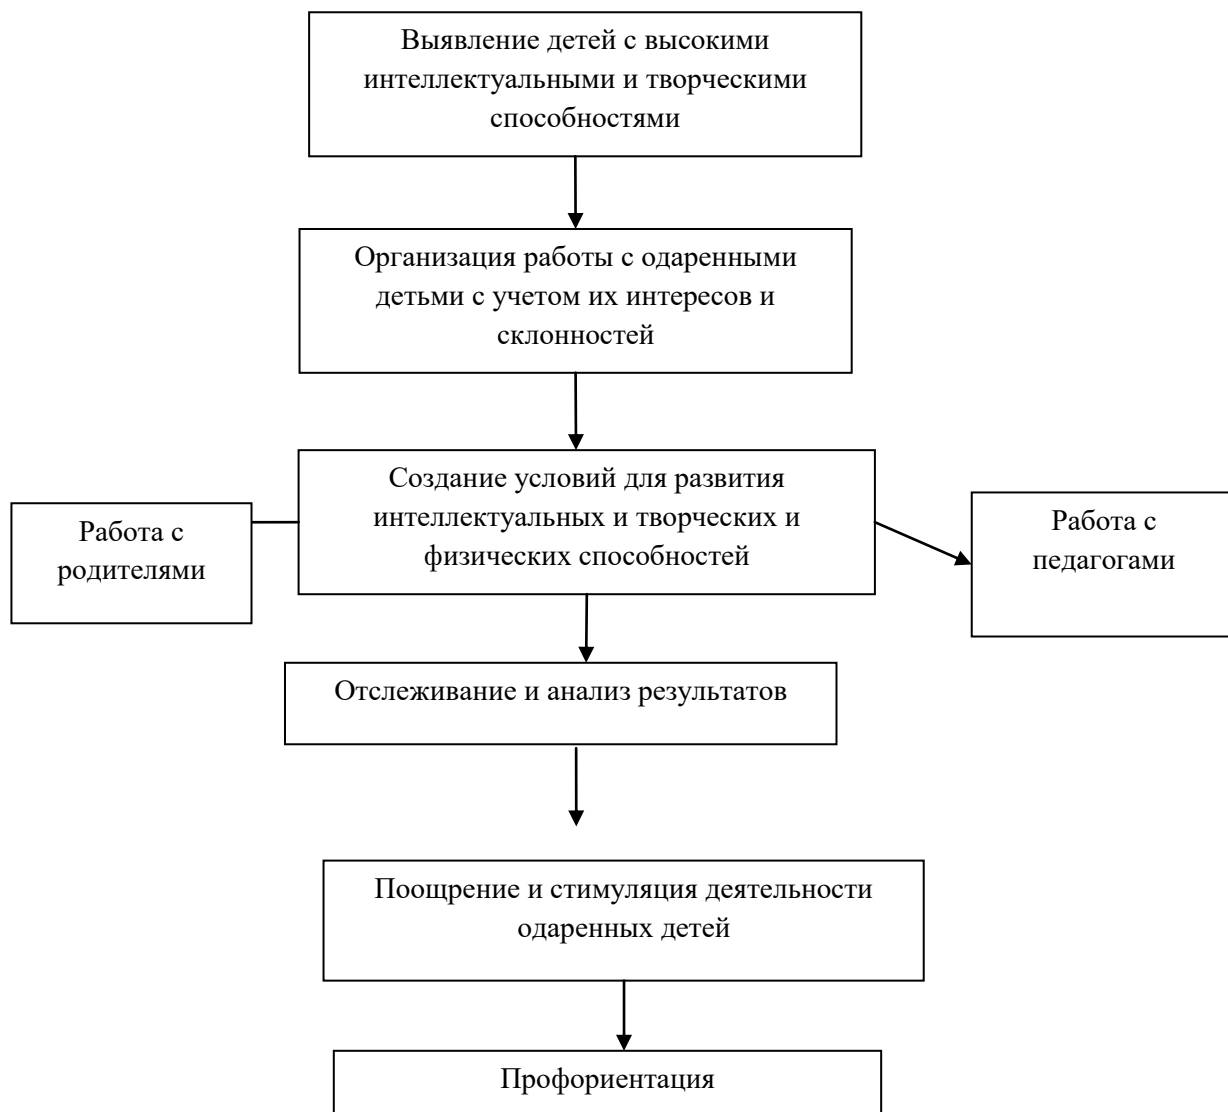 Выявление детей с высокими
интеллектуальными и творческими
способностями
Организация работы с одаренными
детьми с учетом их интересов и
склонностей
Создание условий для развития
интеллектуальных и творческих и
физических способностей
Работа с
родителями
Работа с
педагогами
Отслеживание и анализ результатов
Поощрение и стимуляция деятельности
одаренных детей
Профориентация